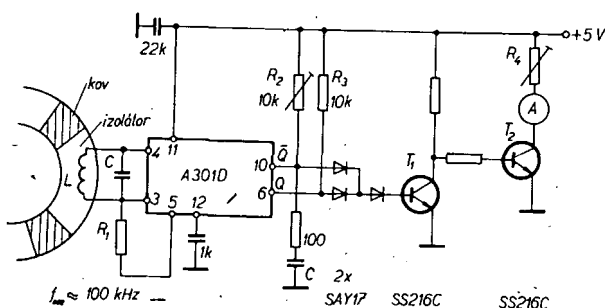 22k
+5 V
kov
izolátor
R2
10k
R3
10k
R4
A
L
C
4
11
A301D
10
Q̄
6
Q
3
5
12
T1
T2
R1
1k
100
C
2x
SAY17
SS216C
SS216C
≈ 100 kHz